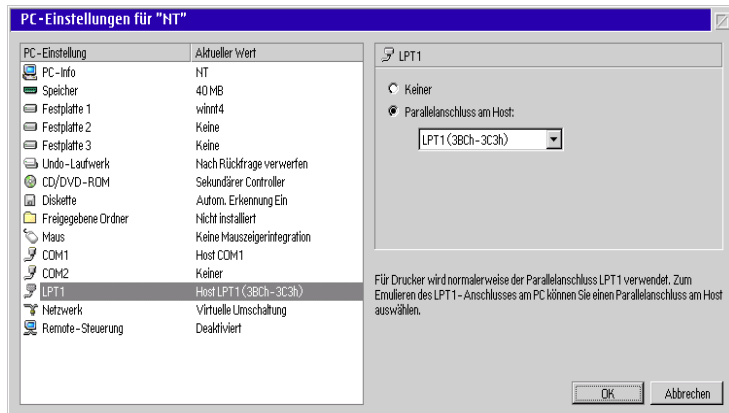 PC-Einstellungen für "NT"
PC-Einstellung Aktueller Wert
PC-Info NT
Speicher 40 MB
Festplatte 1 winnt4
Festplatte 2 Keine
Festplatte 3 Keine
Undo-Laufwerk Nach Rückfrage verwerfen
CD/DVD-ROM Sekundärer Controller
Diskette Autom. Erkennung Ein
Freigegebene Ordner Nicht installiert
Maus Keine Mauszeigerintegration
COM1 Host COM1
COM2 Keiner
LPT1 Host LPT1 (3BCh-3C3h)
Netzwerk Virtuelle Umschaltung
Remote-Steuerung Deaktiviert
LPT1
Keiner
Parallelanschluss am Host:
LPT1 (3BCh-3C3h)
Für Drucker wird normalerweise der Parallelanschluss LPT1 verwendet. Zum
Emulieren des LPT1-Anschlusses am PC können Sie einen Parallelanschluss am Host
auswählen.
OK Abbrechen